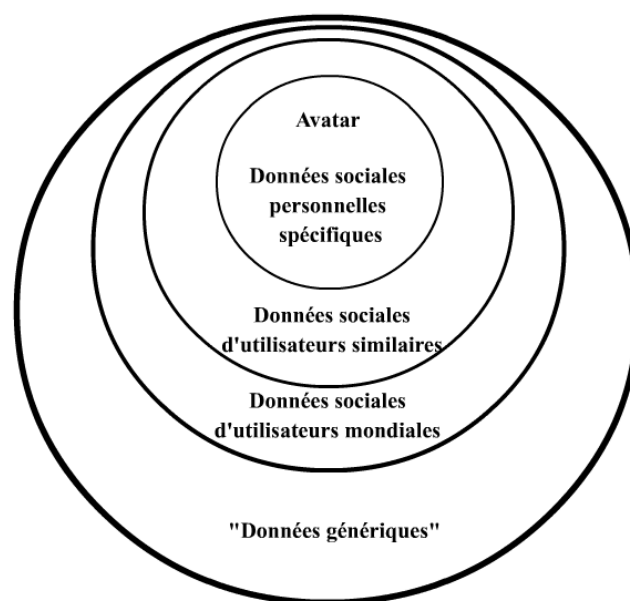 Avatar
Données sociales
personnelles
spécifiques
Données sociales
d'utilisateurs similaires
Données sociales
d'utilisateurs mondiales
"Données génériques"